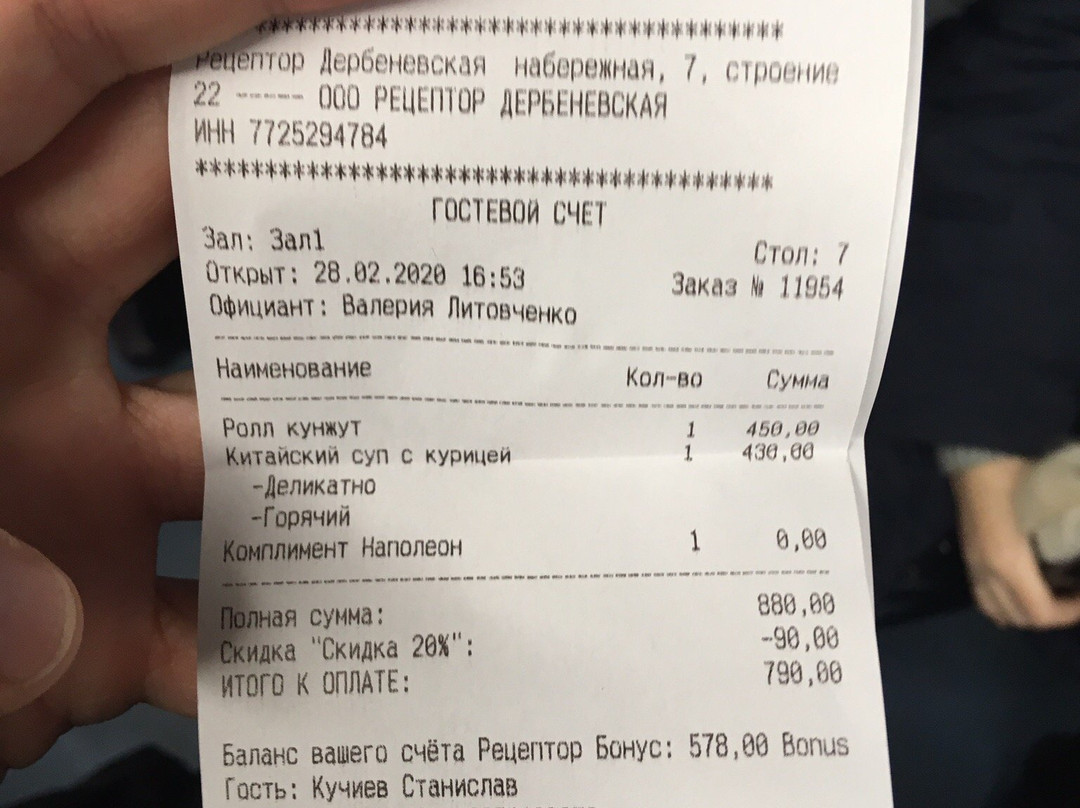 ****************************************
Рецептор Дербеневская набережная, 7, строение
22 ------ ООО РЕЦЕПТОР ДЕРБЕНЕВСКАЯ
ИНН 7725294784
****************************************
ГОСТЕВОЙ СЧЕТ
Зал: Зал1
Стол: 7
Открыт: 28.02.2020 16:53
Заказ № 11954
Официант: Валерия Литовченко
Наименование Кол-во Сумма
Ролл кунжут 1 450,00
Китайский суп с курицей 1 430,00
-Деликатно
-Горячий
Комплимент Наполеон 1 0,00
Полная сумма: 880,00
Скидка "Скидка 20%": -90,00
ИТОГО К ОПЛАТЕ: 790,00
Баланс вашего счёта Рецептор Бонус: 578,00 Bonus
Гость: Кучиев Станислав